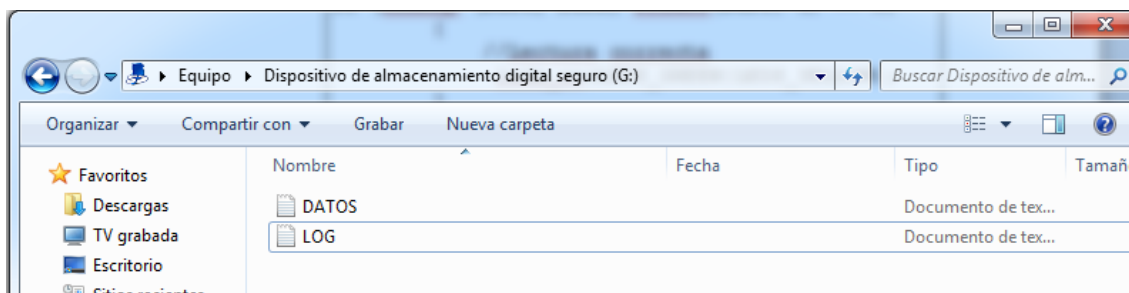 Equipo ▸ Dispositivo de almacenamiento digital seguro (G:)
Buscar Dispositivo de alm...
Organizar Compartir con Grabar Nueva carpeta
Nombre Fecha Tipo Tamañ
Favoritos
Descargas
TV grabada
Escritorio
DATOS Documento de tex...
LOG Documento de tex...